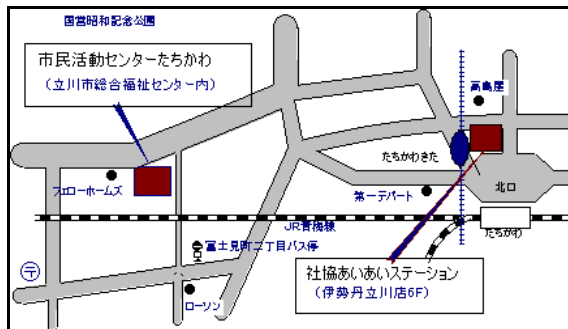 国営昭和記念公園
市民活動センターたちかわ
（立川市総合福祉センター内）
高島屋
たちかわきた
フェローホームズ
第一デパート
北口
JR青梅線
たちかわ
富士見町二丁目バス停
〒
社協あいあいステーション
（伊勢丹立川店6F）
ローソン